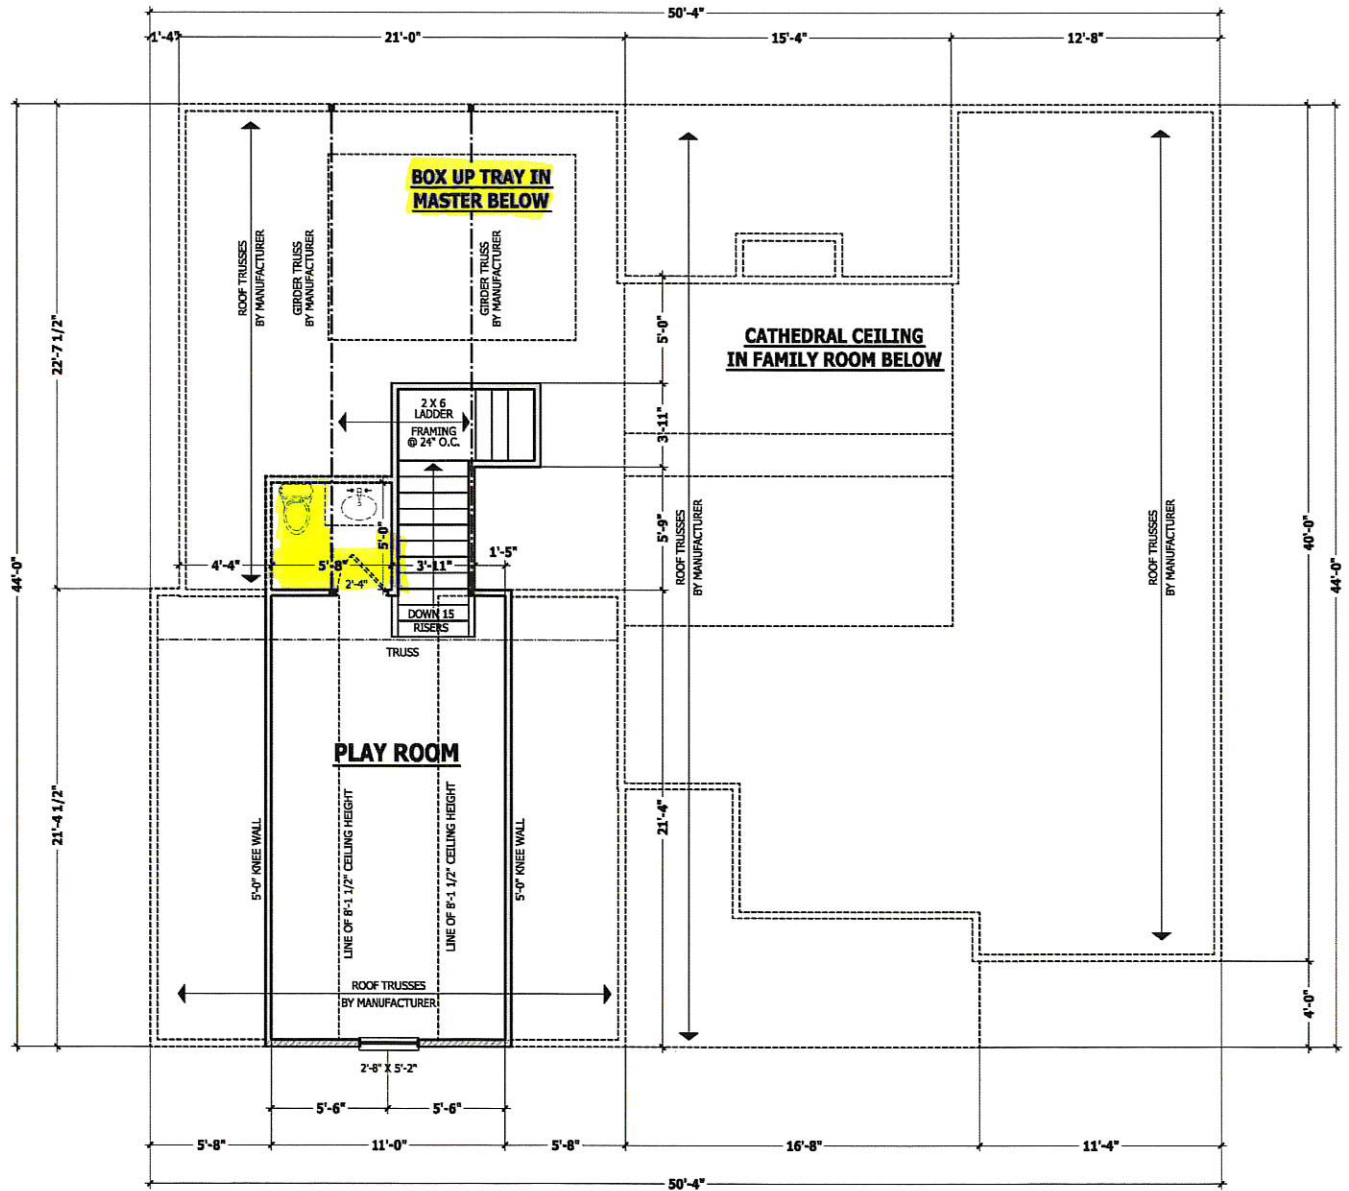 50'-4"
1'-4"
21'-0"
15'-4"
12'-8"
BOX UP TRAY IN
MASTER BELOW
ROOF TRUSSES
BY MANUFACTURER
GIRDER TRUSS
BY MANUFACTURER
GIRDER TRUSS
BY MANUFACTURER
22'-7 1/2"
5'-0"
CATHEDRAL CEILING
IN FAMILY ROOM BELOW
2 X 6
LADDER
FRAMING
@ 24" O.C.
3'-11"
5'-9"
ROOF TRUSSES
BY MANUFACTURER
ROOF TRUSSES
BY MANUFACTURER
40'-0"
44'-0"
44'-0"
5'-0"
4'-4"
5'-8"
3'-11"
1'-5"
2'-4"
DOWN 15
RISERS
TRUSS
PLAY ROOM
21'-4 1/2"
5'-0" KNEE WALL
LINE OF 8'-1 1/2" CEILING HEIGHT
LINE OF 8'-1 1/2" CEILING HEIGHT
5'-0" KNEE WALL
21'-4"
ROOF TRUSSES
BY MANUFACTURER
4'-0"
2'-8" X 5'-2"
5'-6"
5'-6"
5'-8"
11'-0"
5'-8"
16'-8"
11'-4"
50'-4"